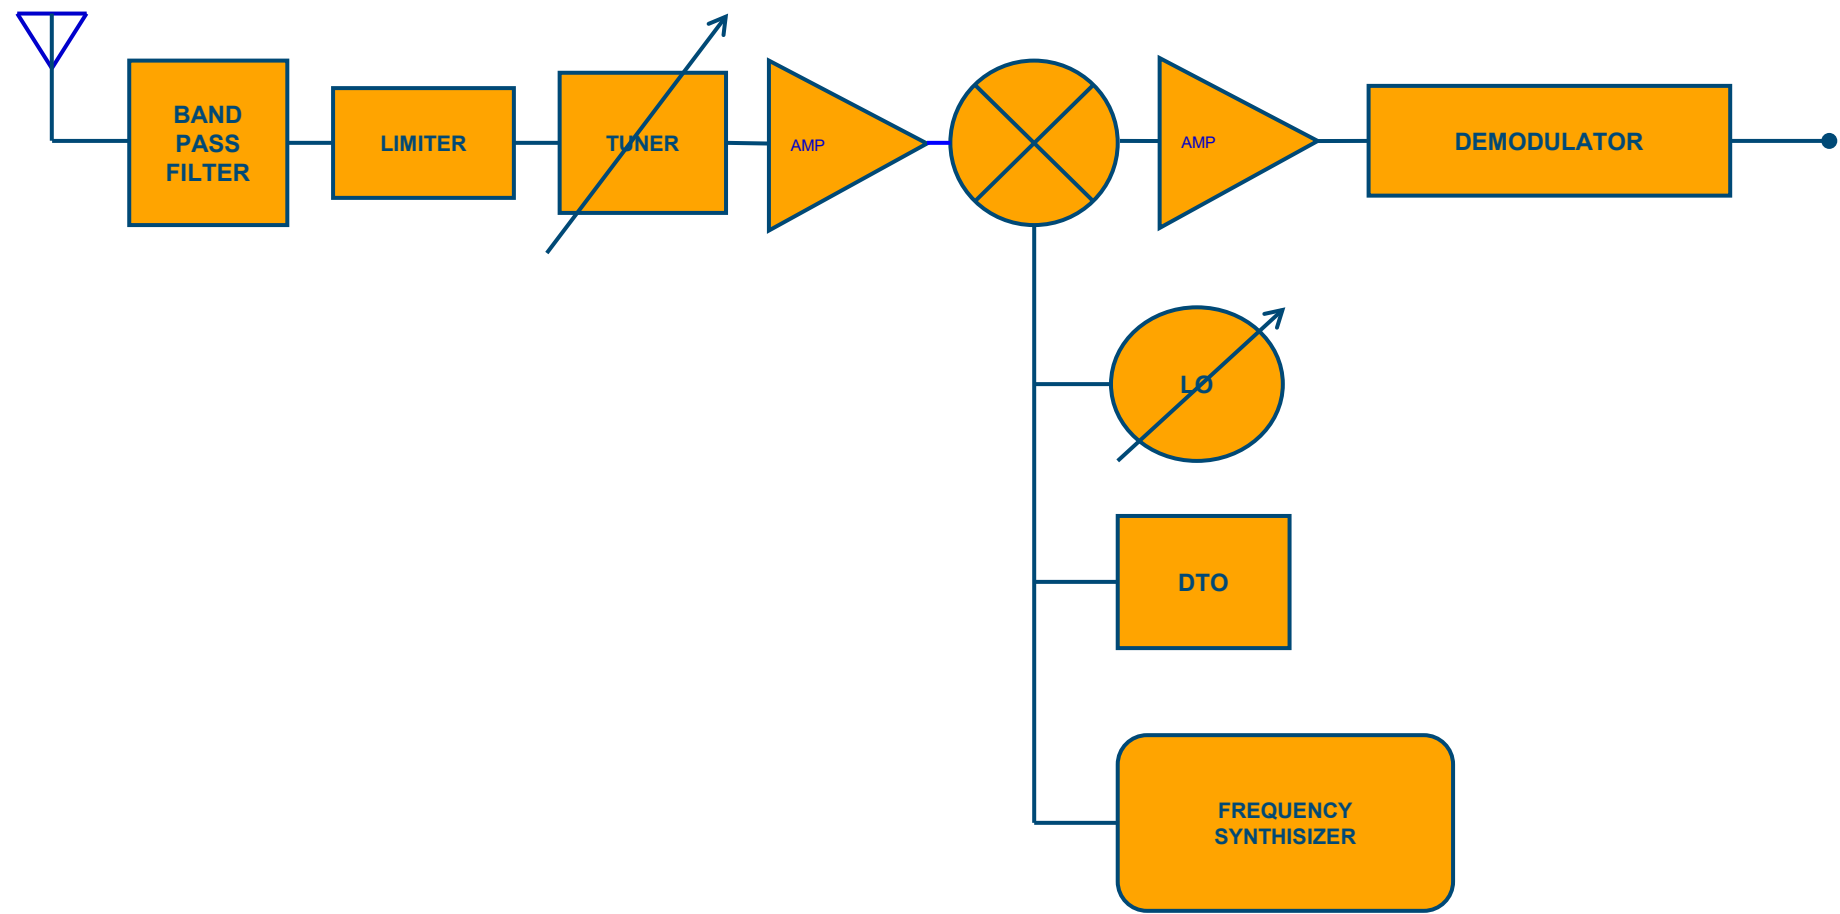 BAND
PASS
FILTER
LIMITER
TUNER
AMP
AMP
DEMODULATOR
LO
DTO
FREQUENCY
SYNTHISIZER